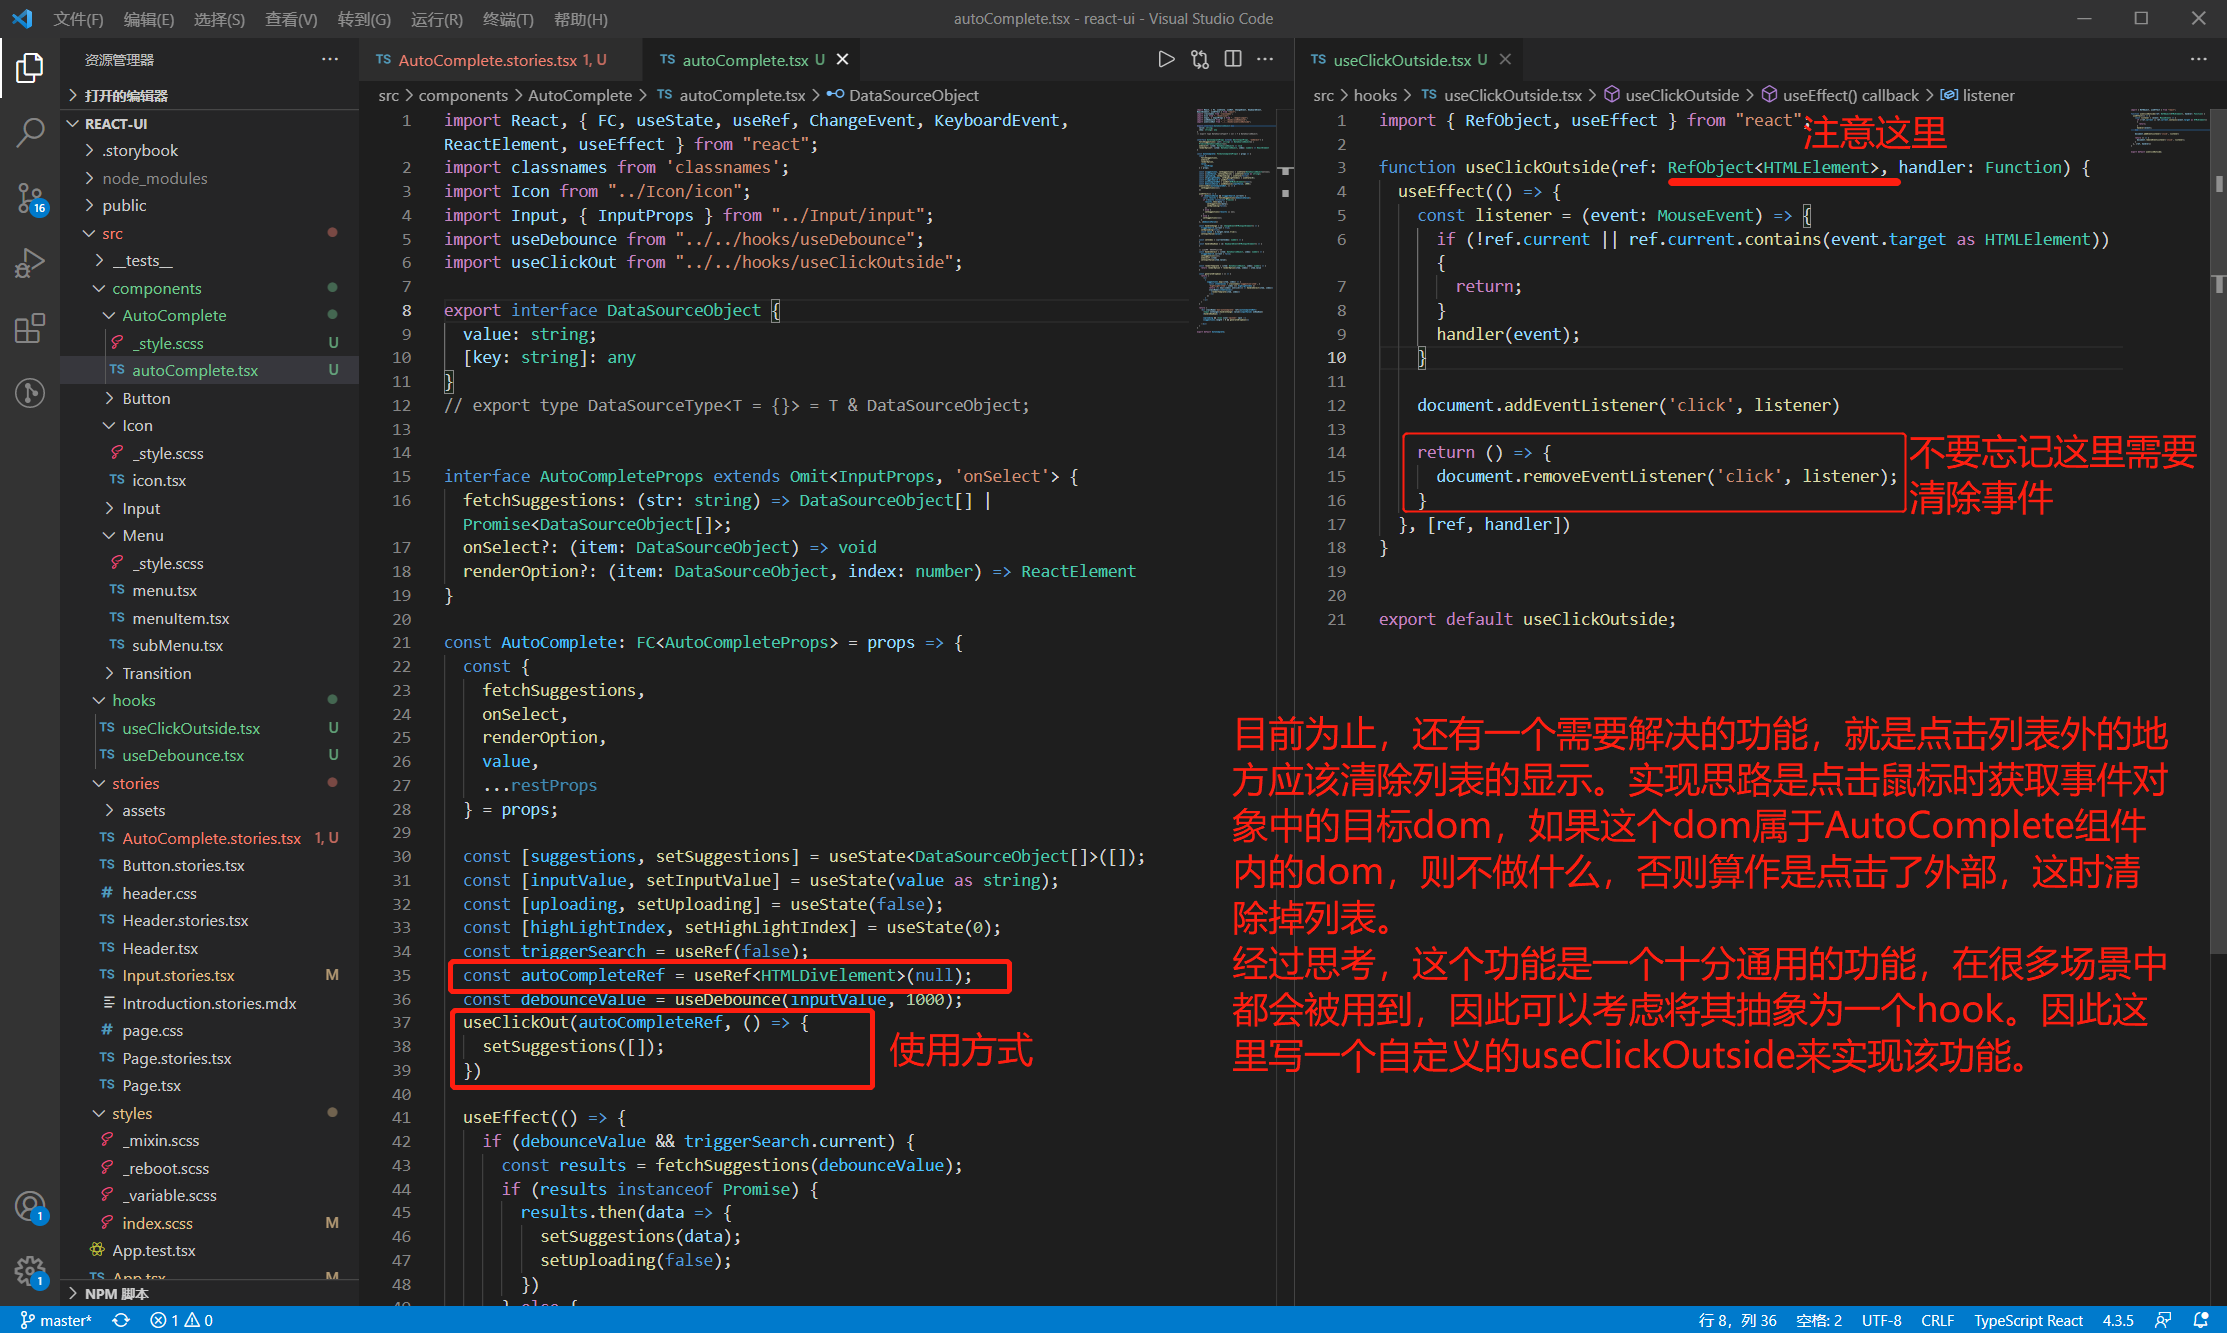 文件(F) 编辑(E) 选择(S) 查看(V) 转到(G) 运行(R) 终端(T) 帮助(H)
autoComplete.tsx - react-ui - Visual Studio Code
资源管理器
打开的编辑器
REACT-UI
.storybook
node_modules
public
src
__tests__
components
AutoComplete
_style.scss U
TS autoComplete.tsx U
Button
Icon
_style.scss
TS icon.tsx
Input
Menu
_style.scss
TS menu.tsx
TS menuItem.tsx
TS subMenu.tsx
Transition
hooks
TS useClickOutside.tsx U
TS useDebounce.tsx U
stories
assets
TS AutoComplete.stories.tsx 1, U
TS Button.stories.tsx
# header.css
TS Header.stories.tsx
TS Header.tsx
TS Input.stories.tsx M
Introduction.stories.mdx
# page.css
TS Page.stories.tsx
TS Page.tsx
styles
_mixin.scss
_reboot.scss
_variable.scss
index.scss M
App.test.tsx
TS App.tsx M
NPM 脚本
16
1
1
TS AutoComplete.stories.tsx 1, U
TS autoComplete.tsx U
src > components > AutoComplete > TS autoComplete.tsx > DataSourceObject
1 import React, { FC, useState, useRef, ChangeEvent, KeyboardEvent,
ReactElement, useEffect } from "react";
2 import classnames from 'classnames';
3 import Icon from "../Icon/icon";
4 import Input, { InputProps } from "../Input/input";
5 import useDebounce from "../../hooks/useDebounce";
6 import useClickOut from "../../hooks/useClickOutside";
7
8 export interface DataSourceObject {
9 value: string;
10 [key: string]: any
11 }
12 // export type DataSourceType<T = {}> = T & DataSourceObject;
13
14
15 interface AutoCompleteProps extends Omit<InputProps, 'onSelect'> {
16 fetchSuggestions: (str: string) => DataSourceObject[] |
Promise<DataSourceObject[]>;
17 onSelect?: (item: DataSourceObject) => void
18 renderOption?: (item: DataSourceObject, index: number) => ReactElement
19 }
20
21 const AutoComplete: FC<AutoCompleteProps> = props => {
22 const {
23 fetchSuggestions,
24 onSelect,
25 renderOption,
26 value,
27 ...restProps
28 } = props;
29
30 const [suggestions, setSuggestions] = useState<DataSourceObject[]>([]);
31 const [inputValue, setInputValue] = useState(value as string);
32 const [uploading, setUploading] = useState(false);
33 const [highLightIndex, setHighLightIndex] = useState(0);
34 const triggerSearch = useRef(false);
35 const autoCompleteRef = useRef<HTMLDivElement>(null);
36 const debounceValue = useDebounce(inputValue, 1000);
37 useClickOut(autoCompleteRef, () => {
38 setSuggestions([]);
39 })
40
41 useEffect(() => {
42 if (debounceValue && triggerSearch.current) {
43 const results = fetchSuggestions(debounceValue);
44 if (results instanceof Promise) {
45 results.then(data => {
46 setSuggestions(data);
47 setUploading(false);
48 })
49 } else {
使用方式
TS useClickOutside.tsx U
src > hooks > TS useClickOutside.tsx > useClickOutside > useEffect() callback > listener
1 import { RefObject, useEffect } from "react";
注意这里
2
3 function useClickOutside(ref: RefObject<HTMLElement>, handler: Function) {
4 useEffect(() => {
5 const listener = (event: MouseEvent) => {
6 if (!ref.current || ref.current.contains(event.target as HTMLElement))
{
7 return;
8 }
9 handler(event);
10 }
11
12 document.addEventListener('click', listener)
13
14 return () => {
15 document.removeEventListener('click', listener);
16 }
17 }, [ref, handler])
18 }
19
20
21 export default useClickOutside;
不要忘记这里需要
清除事件
目前为止，还有一个需要解决的功能，就是点击列表外的地
方应该清除列表的显示。实现思路是点击鼠标时获取事件对
象中的目标dom，如果这个dom属于AutoComplete组件
内的dom，则不做什么，否则算作是点击了外部，这时清
除掉列表。
经过思考，这个功能是一个十分通用的功能，在很多场景中
都会被用到，因此可以考虑将其抽象为一个hook。因此这
里写一个自定义的useClickOutside来实现该功能。
master* 1 0
行 8，列 36 空格: 2 UTF-8 CRLF TypeScript React 4.3.5